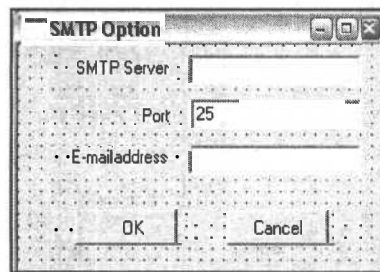 SMTP Option
SMTP Server
Port 25
E-mailaddress
OK Cancel